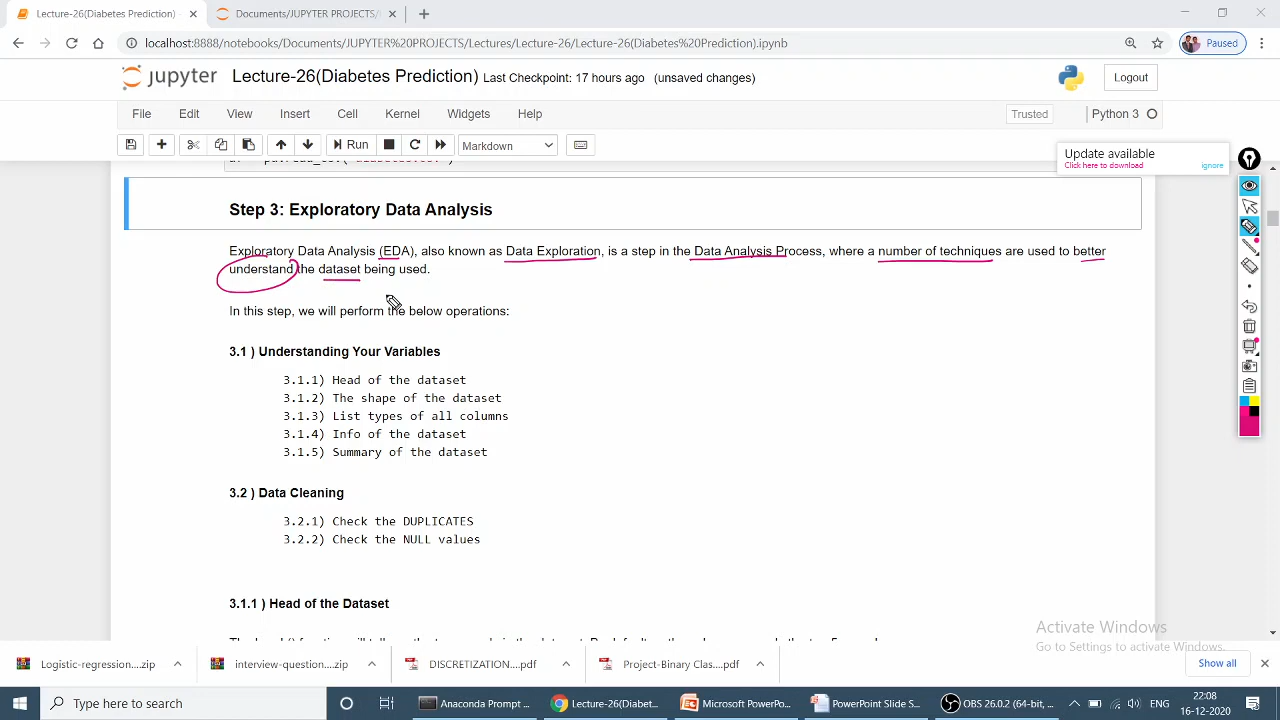 Lecture-26(Diabetes Prediction)
Documents/JUPYTER PROJECTS/
localhost:8888/notebooks/Documents/JUPYTER%20PROJECTS/Lectures/Lecture-26/Lecture-26(Diabetes%20Prediction).ipynb
Paused
jupyter Lecture-26(Diabetes Prediction) Last Checkpoint: 17 hours ago (unsaved changes)
Logout
File Edit View Insert Cell Kernel Widgets Help
Trusted
Python 3
Run
Markdown
Update available
Click here to download ignore
Step 3: Exploratory Data Analysis
Exploratory Data Analysis (EDA), also known as Data Exploration, is a step in the Data Analysis Process, where a number of techniques are used to better
understand the dataset being used.
In this step, we will perform the below operations:
3.1 ) Understanding Your Variables
3.1.1) Head of the dataset
3.1.2) The shape of the dataset
3.1.3) List types of all columns
3.1.4) Info of the dataset
3.1.5) Summary of the dataset
3.2 ) Data Cleaning
3.2.1) Check the DUPLICATES
3.2.2) Check the NULL values
3.1.1 ) Head of the Dataset
Activate Windows
Go to Settings to activate Windows.
Logistic-regression....zip
interview-question....zip
DISCRETIZATION....pdf
Project-Binary Clas....pdf
Show all
Type here to search
Anaconda Prompt ...
Lecture-26(Diabet...
Microsoft PowerPo...
PowerPoint Slide S...
OBS 26.0.2 (64-bit, ...
ENG
22:08
16-12-2020